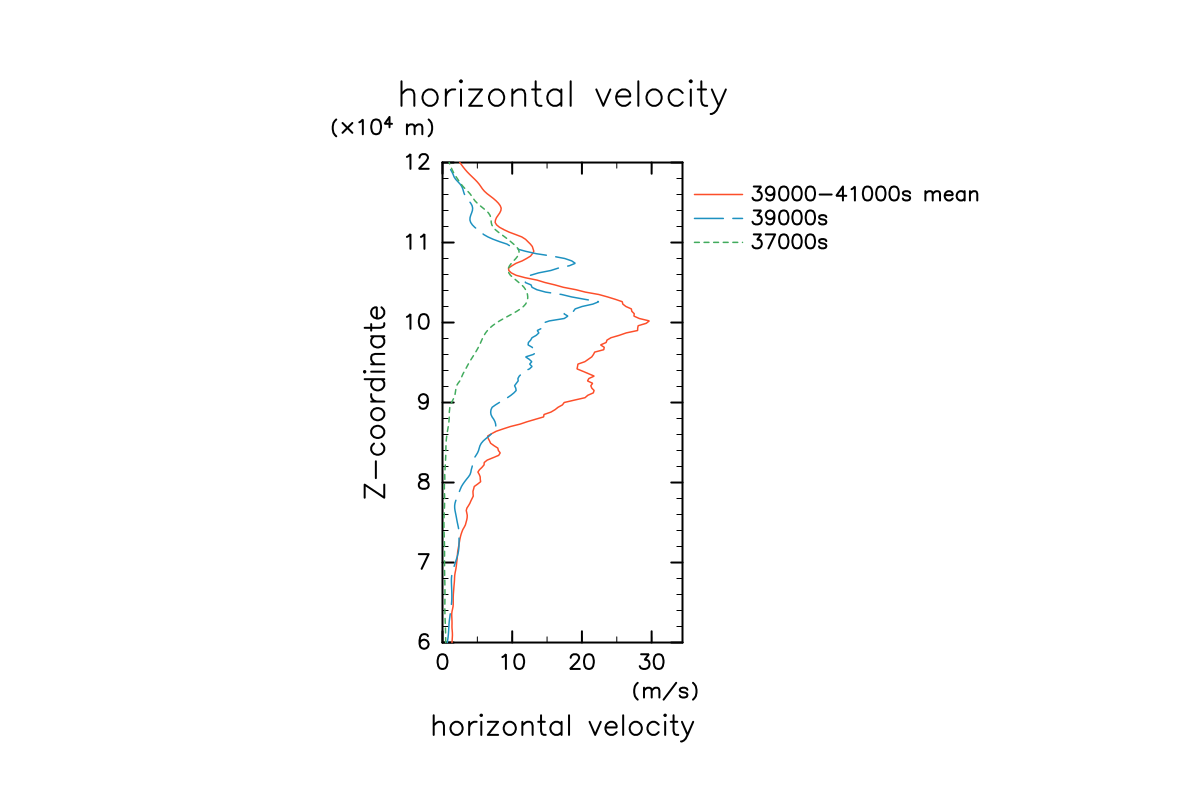 horizontal velocity
(×10⁴ m)
12
11
10
9
8
7
6
Z−coordinate
0 10 20 30
(m/s)
horizontal velocity
39000−41000s mean
39000s
37000s